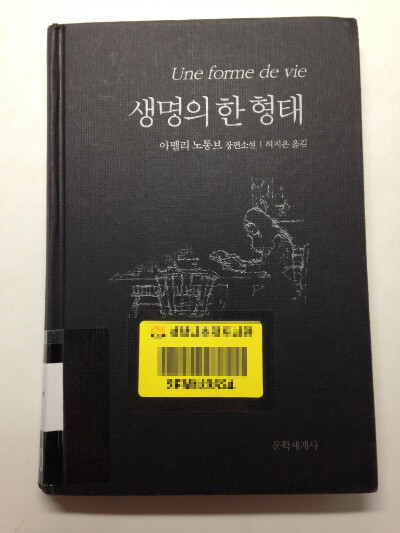 Une forme de vie
생명의 한 형태
아멜리 노통브 장편소설 | 허지은 옮김
문학세계사